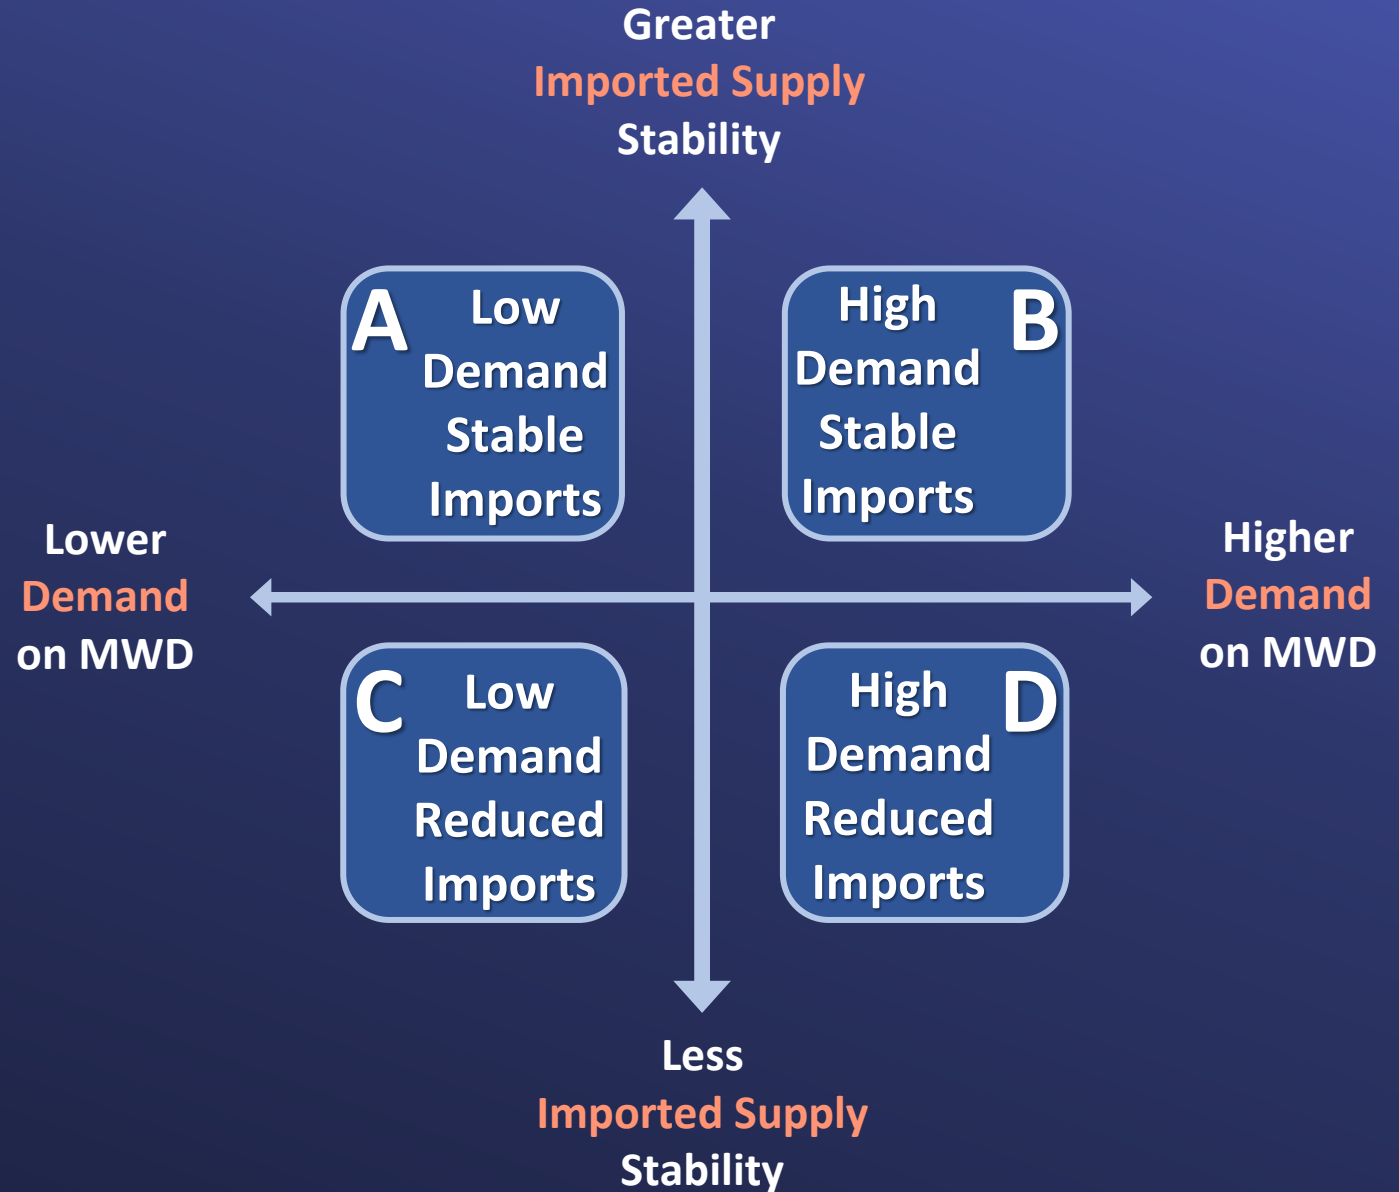 Greater
Imported Supply
Stability
A
Low
Demand
Stable
Imports
High
Demand
Stable
Imports
B
Lower
Demand
on MWD
Higher
Demand
on MWD
C
Low
Demand
Reduced
Imports
High
Demand
Reduced
Imports
D
Less
Imported Supply
Stability